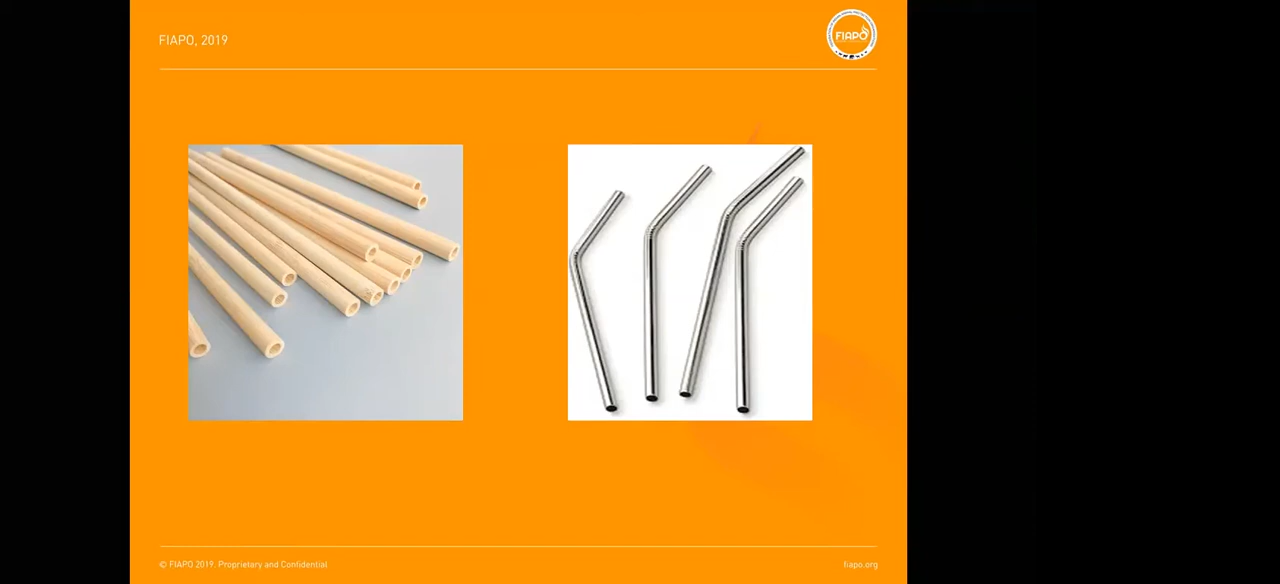 FIAPO, 2019
FIAPO
© FIAPO 2019. Proprietary and Confidential
fiapo.org